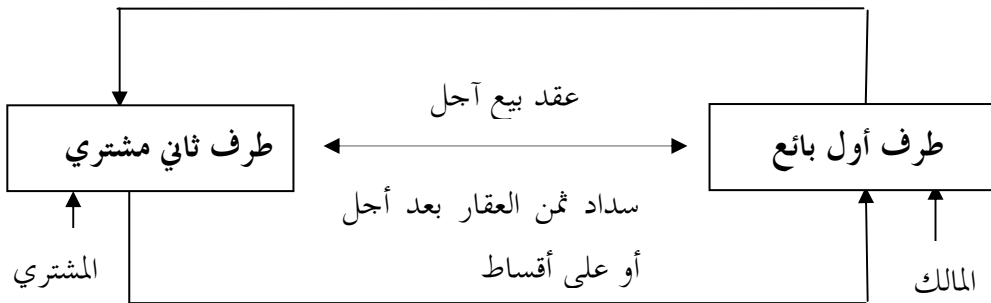 عقد بيع آجل
طرف أول بائع
طرف ثاني مشتري
سداد ثمن العقار بعد أجل
أو على أقساط
المالك
المشتري